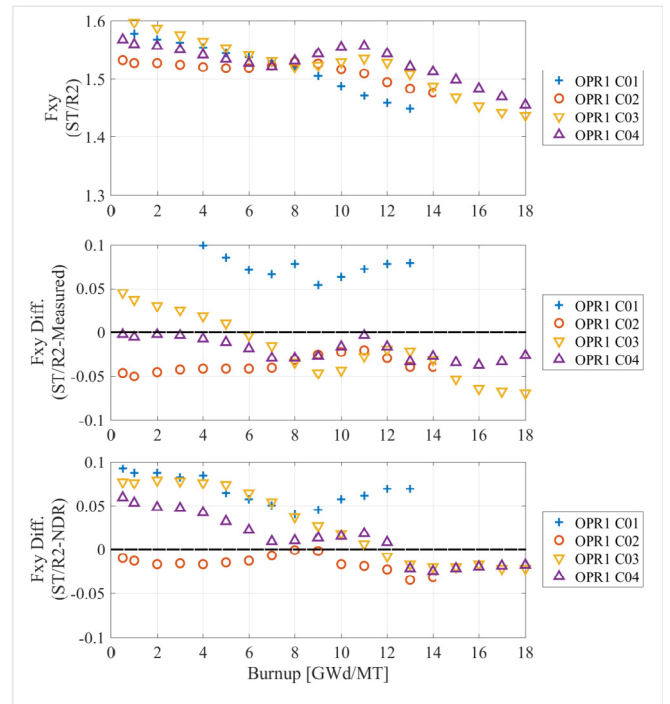 1.6
1.5
1.4
1.3
Fxy
(ST/R2)
0 2 4 6 8 10 12 14 16 18
OPR1 C01
OPR1 C02
OPR1 C03
OPR1 C04
0.1
0.05
0
-0.05
-0.1
Fxy Diff.
(ST/R2-Measured)
0 2 4 6 8 10 12 14 16 18
OPR1 C01
OPR1 C02
OPR1 C03
OPR1 C04
0.1
0.05
0
-0.05
-0.1
Fxy Diff.
(ST/R2-NDR)
0 2 4 6 8 10 12 14 16 18
Burnup [GWd/MT]
OPR1 C01
OPR1 C02
OPR1 C03
OPR1 C04